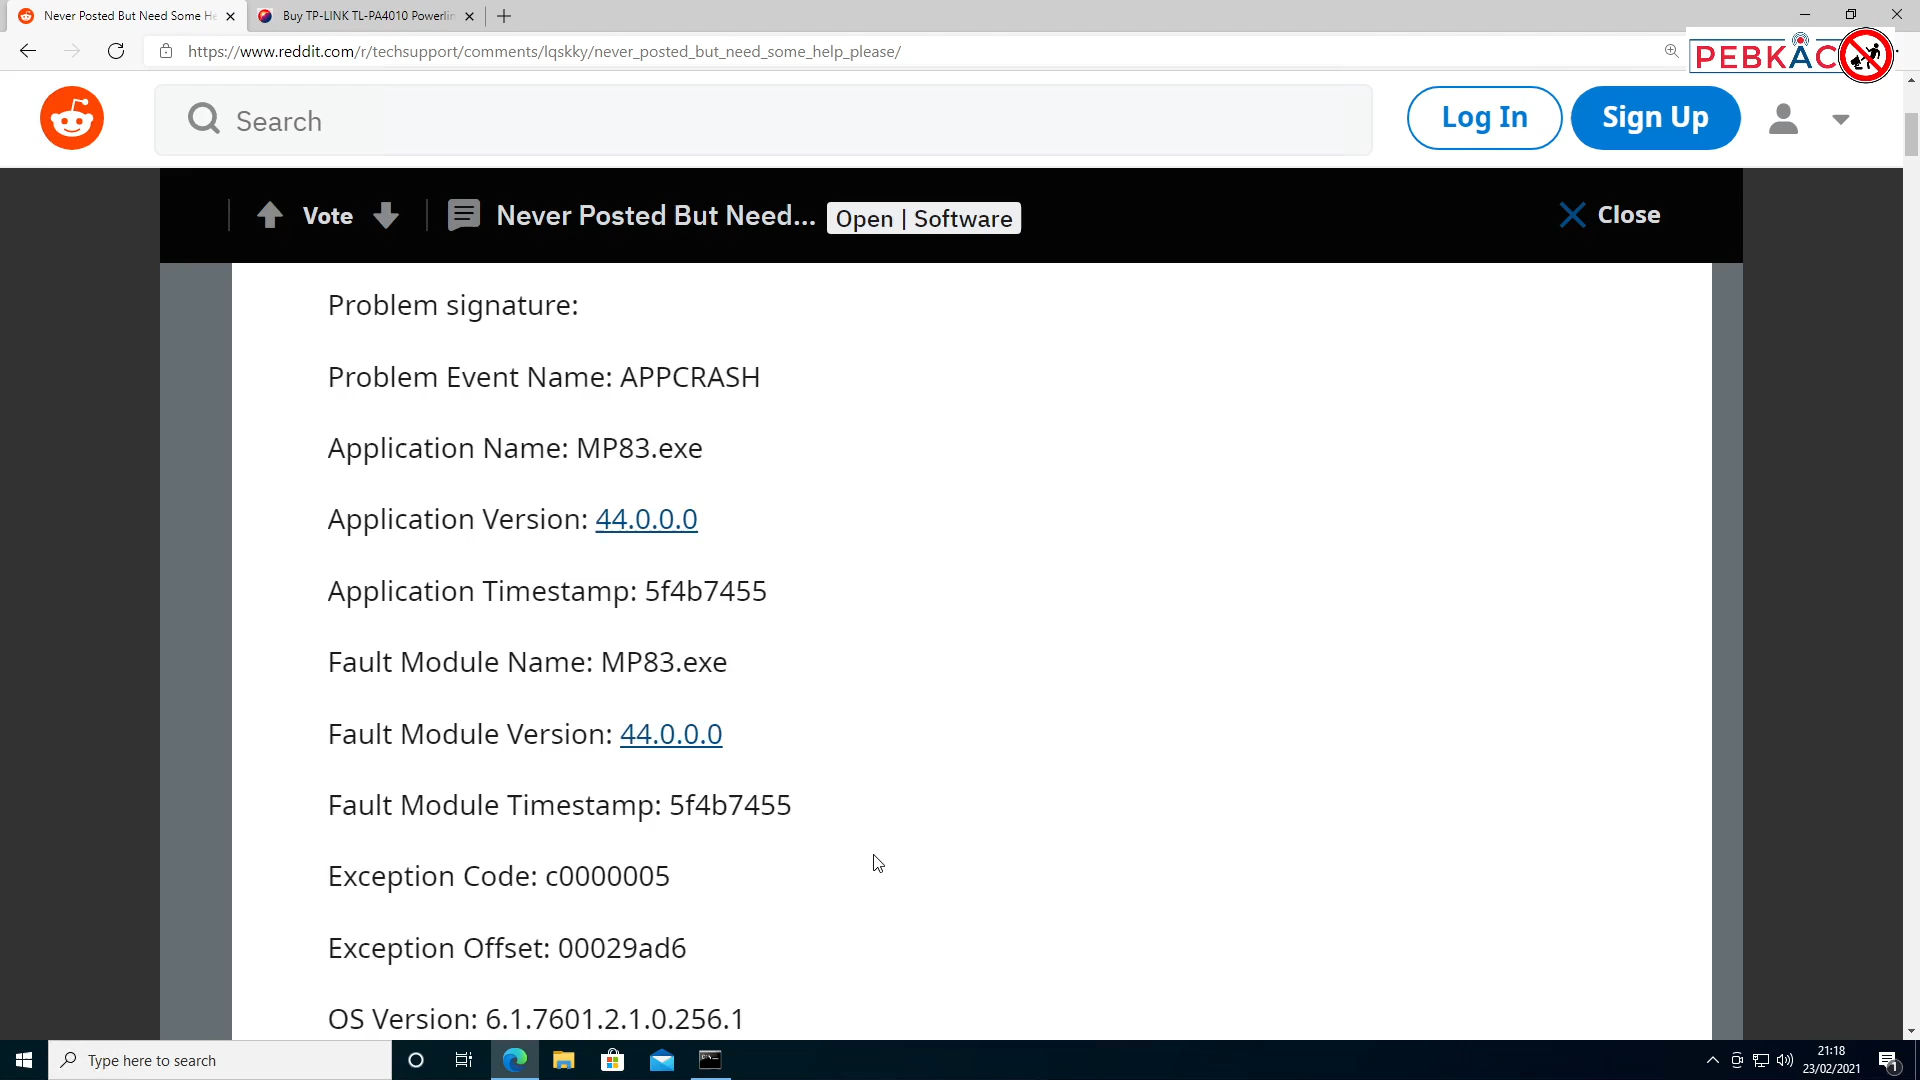 Never Posted But Need Some He
Buy TP-LINK TL-PA4010 Powerlin
https://www.reddit.com/r/techsupport/comments/lqskky/never_posted_but_need_some_help_please/
PEBKAC
Search
Log In
Sign Up
Vote
Never Posted But Need...
Open | Software
Close
Problem signature:
Problem Event Name: APPCRASH
Application Name: MP83.exe
Application Version: 44.0.0.0
Application Timestamp: 5f4b7455
Fault Module Name: MP83.exe
Fault Module Version: 44.0.0.0
Fault Module Timestamp: 5f4b7455
Exception Code: c0000005
Exception Offset: 00029ad6
OS Version: 6.1.7601.2.1.0.256.1
Type here to search
21:18
23/02/2021
1